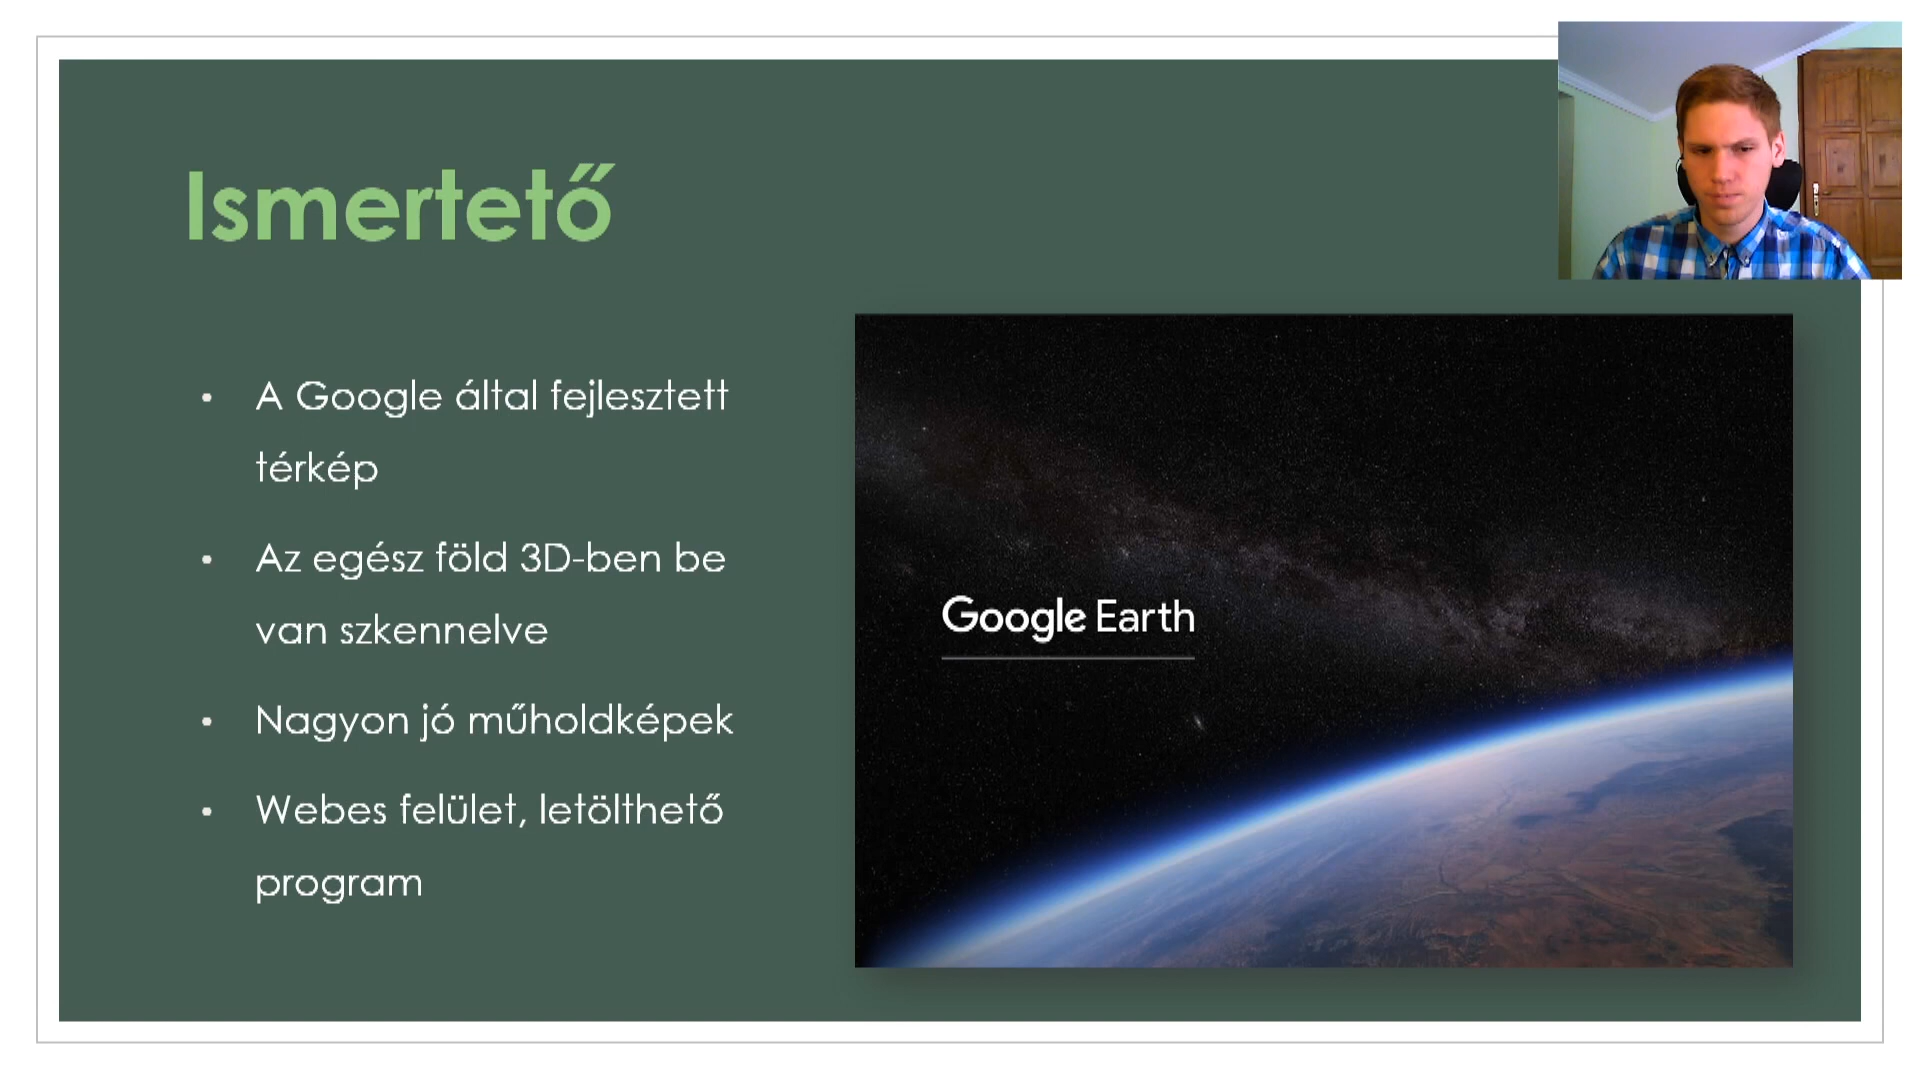 Ismertető
• A Google által fejlesztett
térkép
• Az egész föld 3D-ben be
van szkennelve
• Nagyon jó műholdképek
• Webes felület, letölthető
program
Google Earth